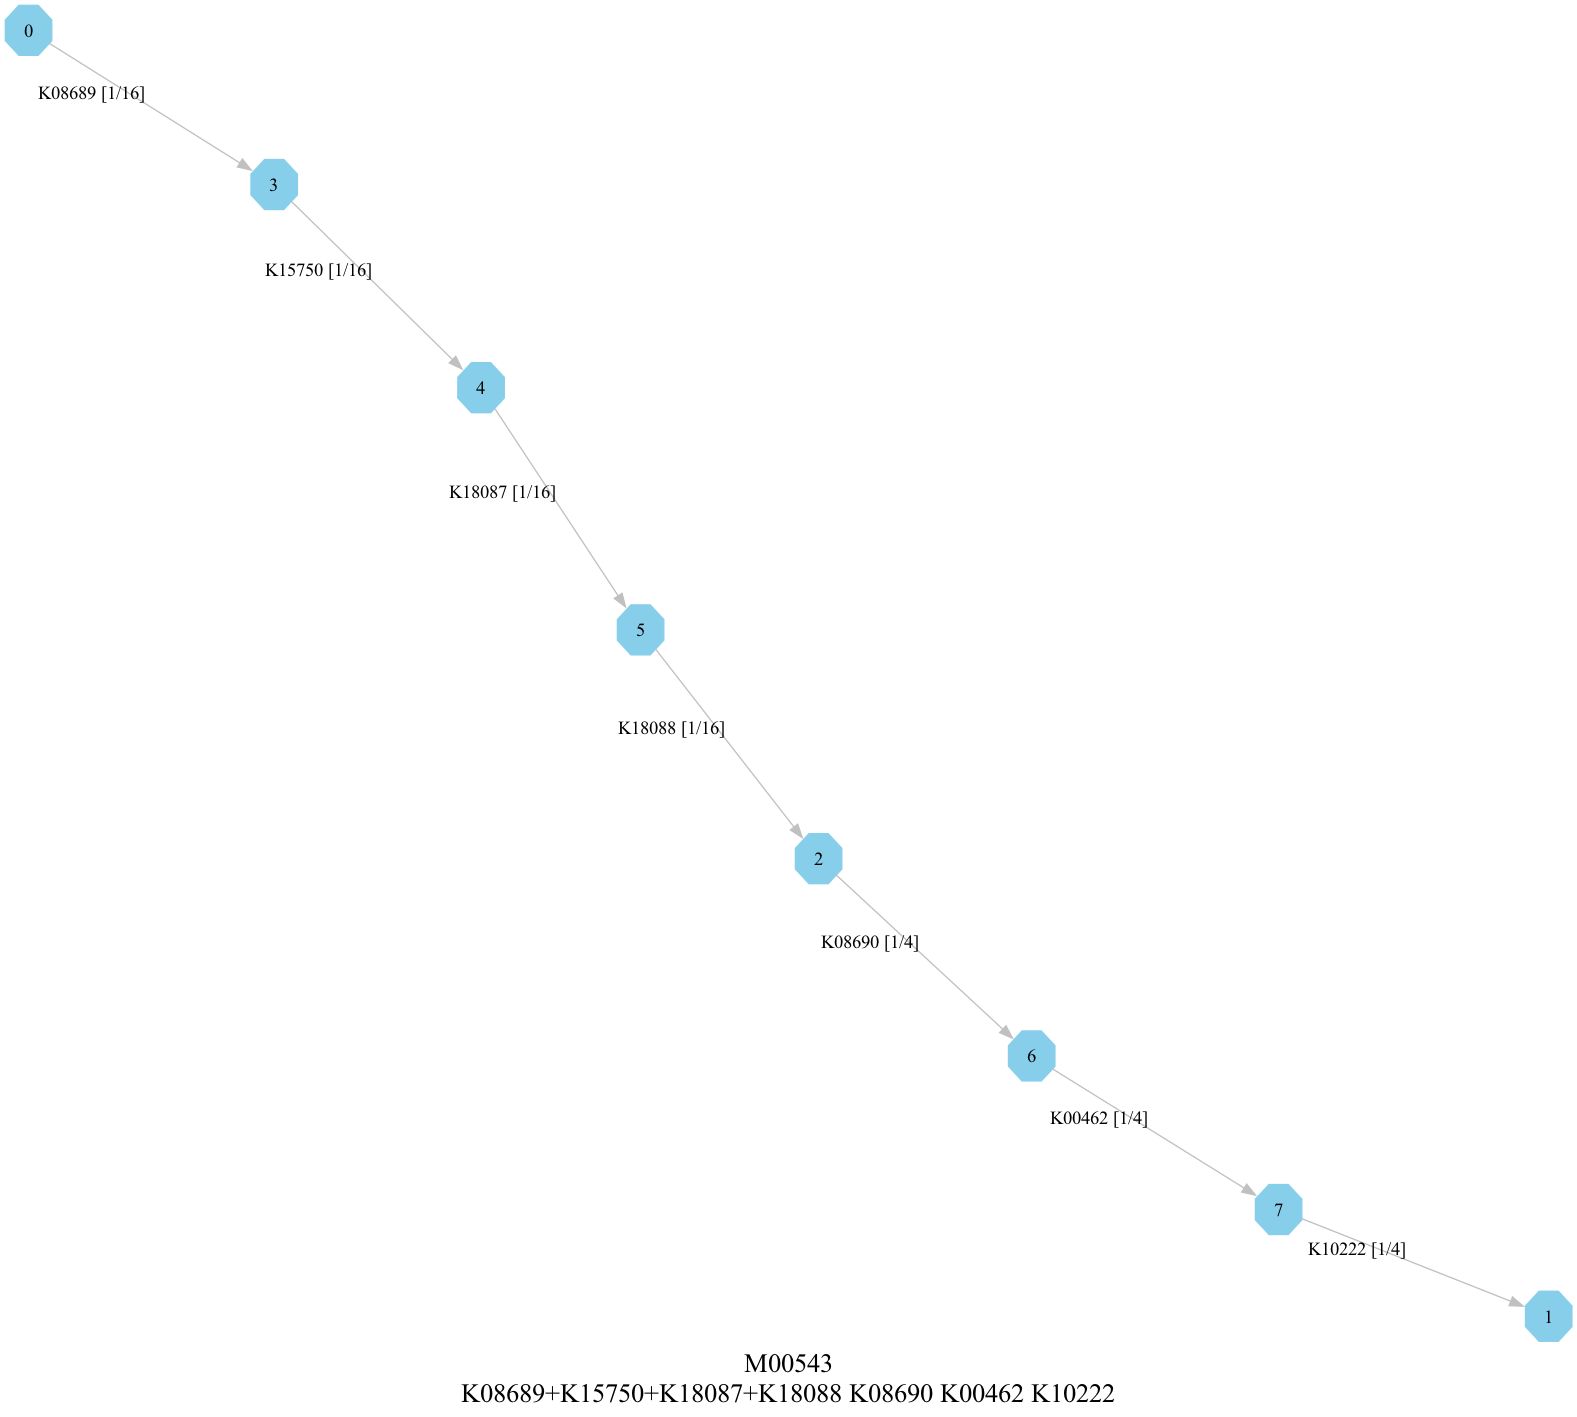 0
K08689 [1/16]
3
K15750 [1/16]
4
K18087 [1/16]
5
K18088 [1/16]
2
K08690 [1/4]
6
K00462 [1/4]
7
K10222 [1/4]
1
M00543
K08689+K15750+K18087+K18088 K08690 K00462 K10222